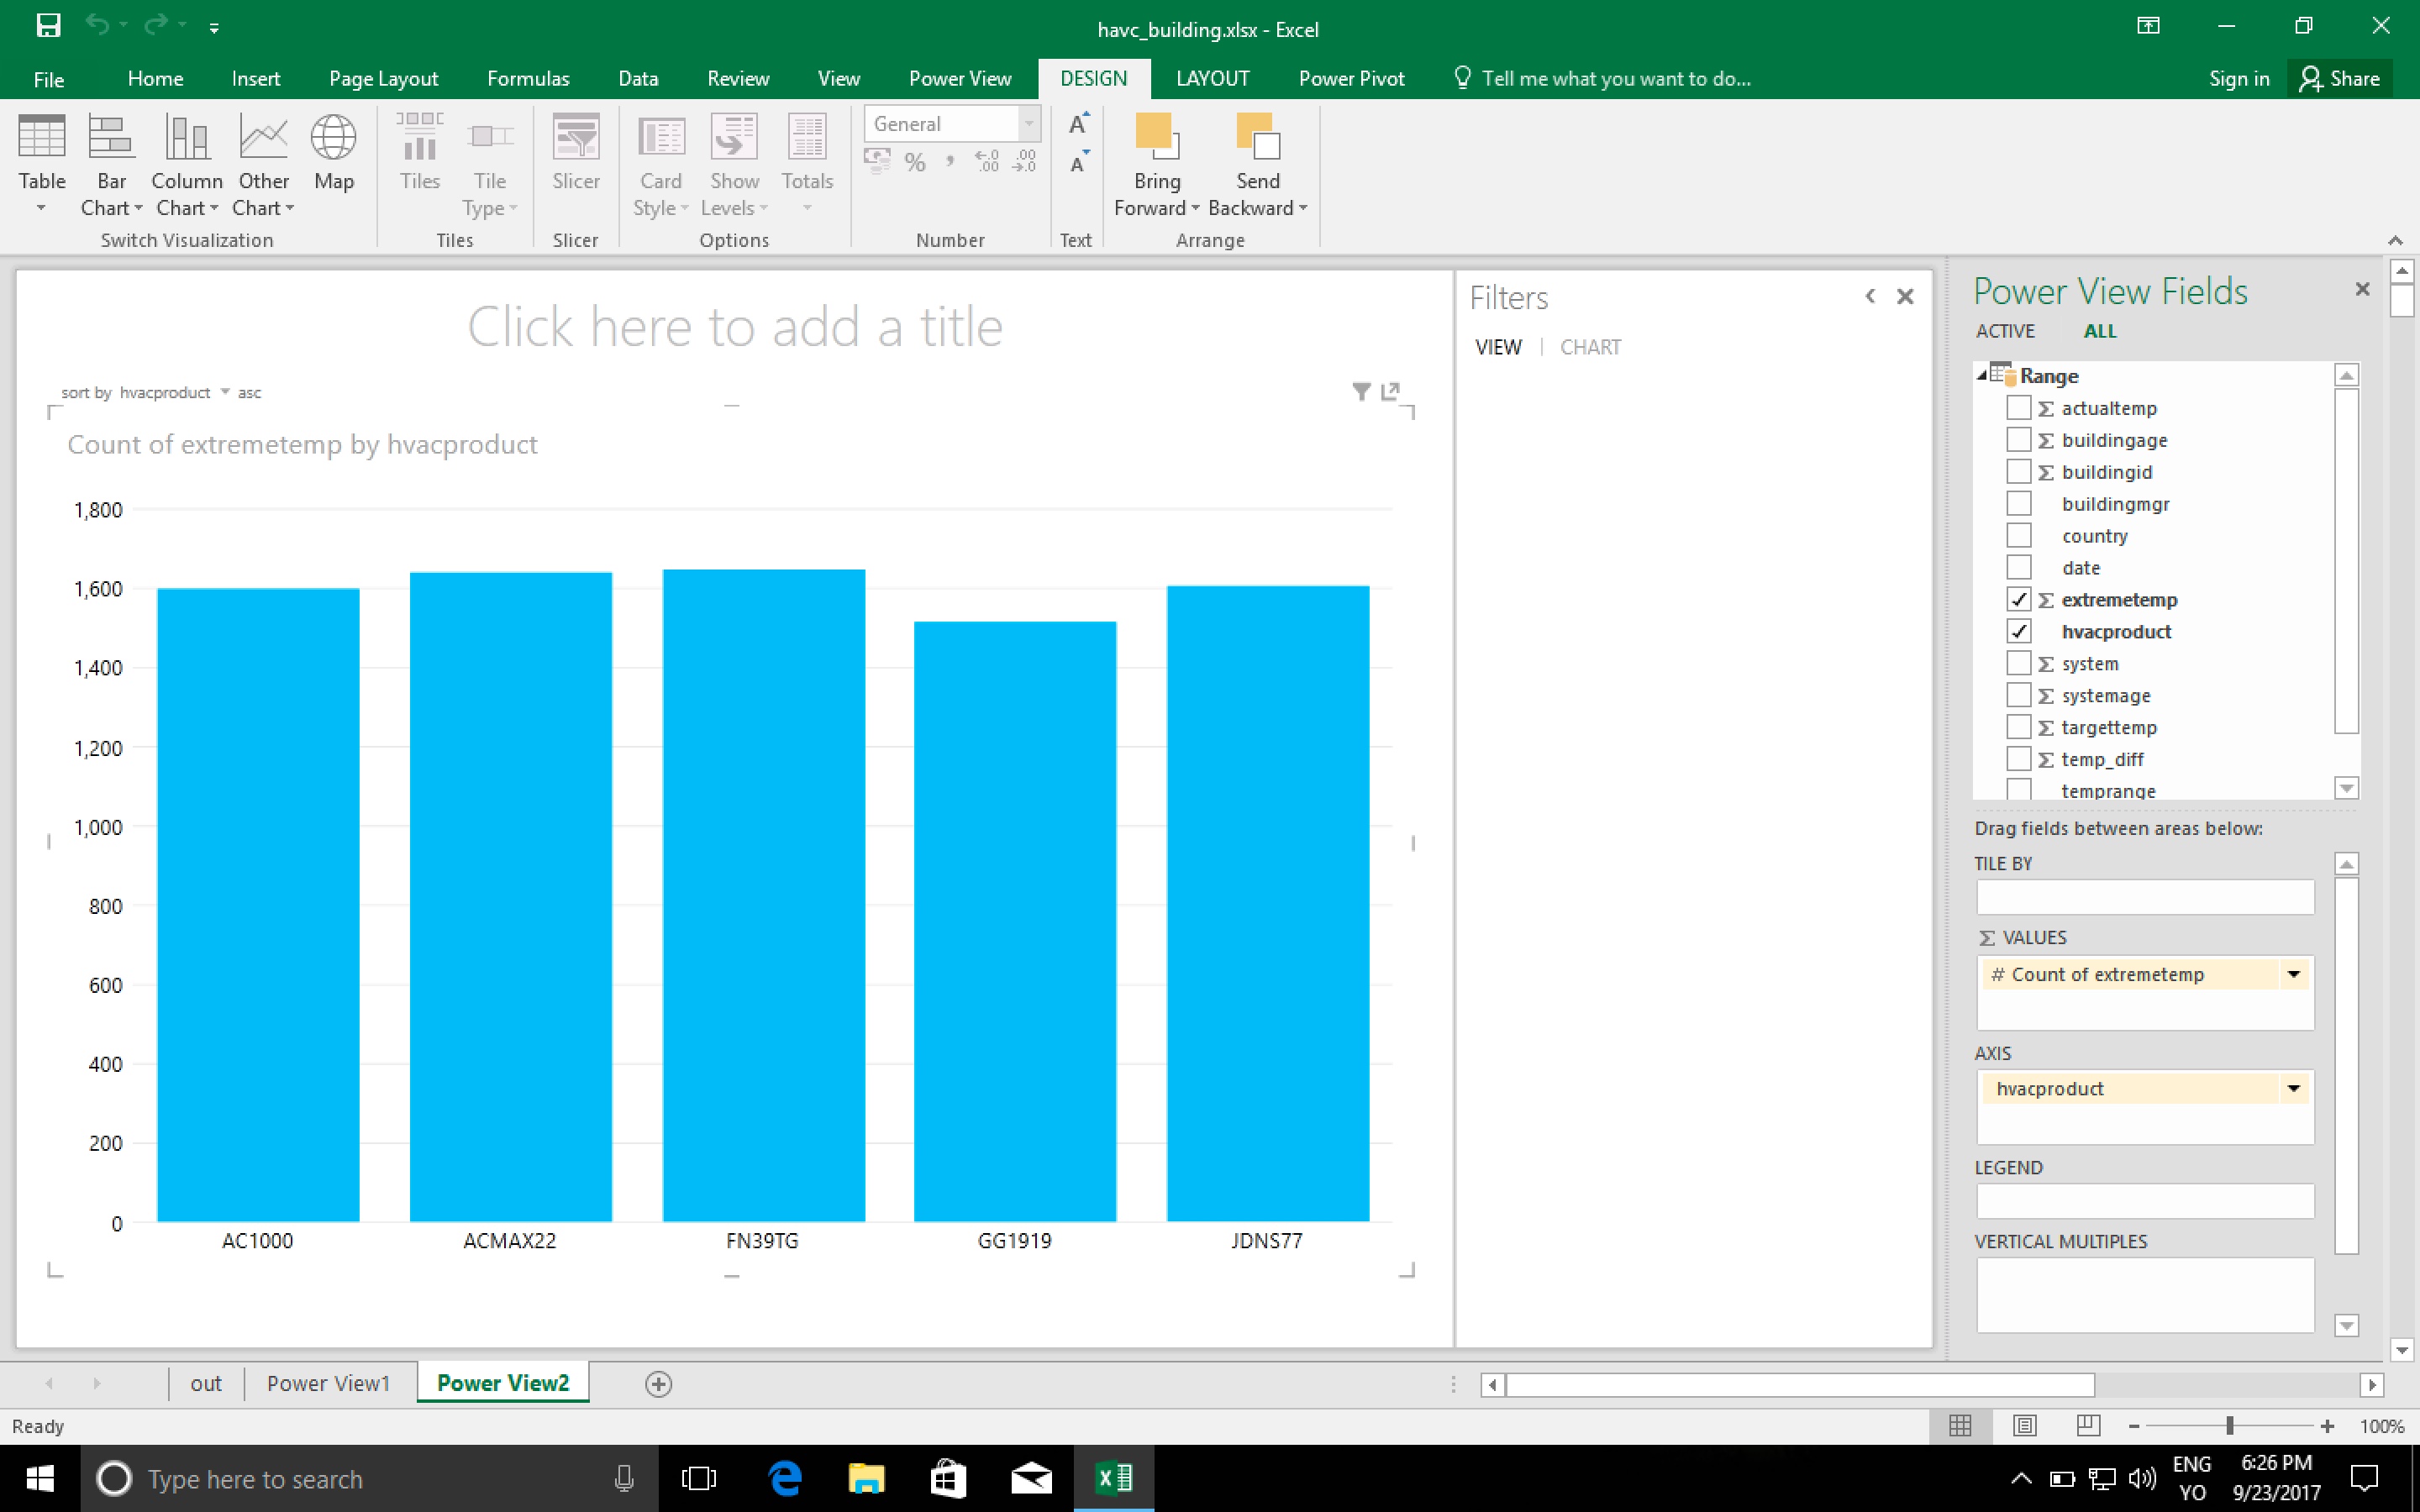 havc_building.xlsx - Excel
File Home Insert Page Layout Formulas Data Review View Power View DESIGN LAYOUT Power Pivot Tell me what you want to do... Sign in Share
General
Table Bar Chart Column Chart Other Chart Map Tiles Tile Type Slicer Card Style Show Levels Totals % , .0 .00 .00 .0 A A Bring Forward Send Backward
Switch Visualization Tiles Slicer Options Number Text Arrange
Click here to add a title
sort by hvacproduct asc
Count of extremetemp by hvacproduct
1,800
1,600
1,400
1,200
1,000
800
600
400
200
0
AC1000 ACMAX22 FN39TG GG1919 JDNS77
Filters
VIEW | CHART
Power View Fields
ACTIVE ALL
Range
Σ actualtemp
Σ buildingage
Σ buildingid
buildingmgr
country
date
Σ extremetemp
hvacproduct
Σ system
Σ systemage
Σ targettemp
Σ temp_diff
temprange
Drag fields between areas below:
TILE BY
Σ VALUES
# Count of extremetemp
AXIS
hvacproduct
LEGEND
VERTICAL MULTIPLES
out Power View1 Power View2
Ready
100%
Type here to search
ENG
YO
6:26 PM
9/23/2017